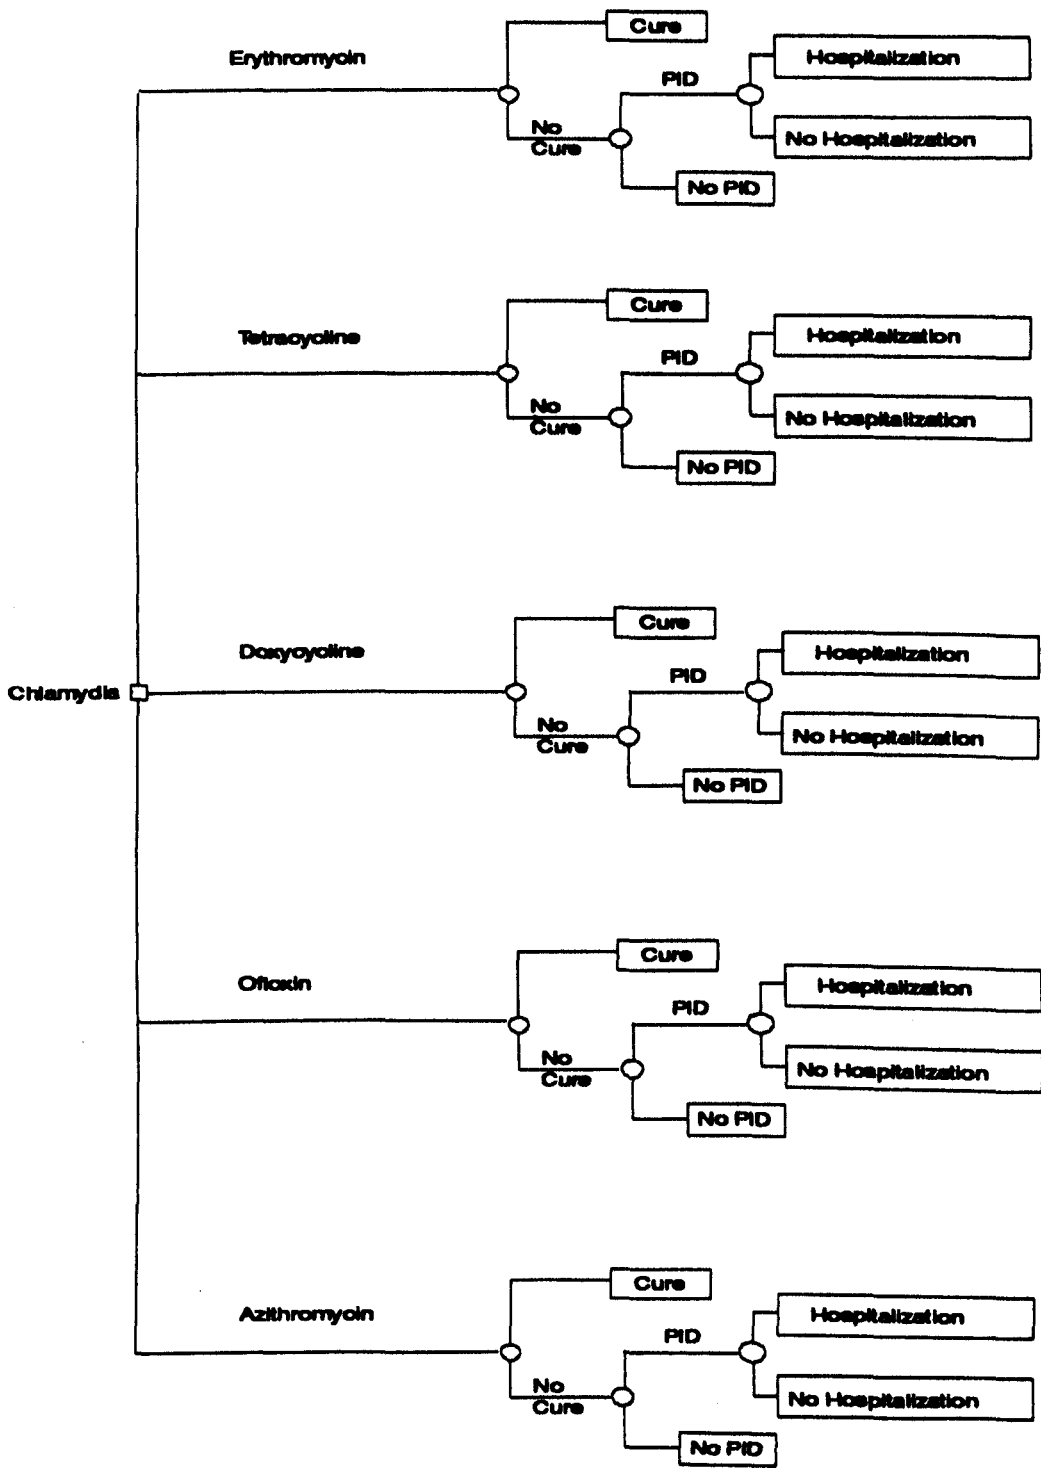 Cure
Erythromycin
Hospitalization
PID
No
Cure
No Hospitalization
No PID
Cure
Tetracycline
Hospitalization
PID
No
Cure
No Hospitalization
No PID
Cure
Doxycycline
Hospitalization
PID
Chlamydia
No
Cure
No Hospitalization
No PID
Cure
Ofloxin
Hospitalization
PID
No
Cure
No Hospitalization
No PID
Cure
Azithromycin
Hospitalization
PID
No
Cure
No Hospitalization
No PID